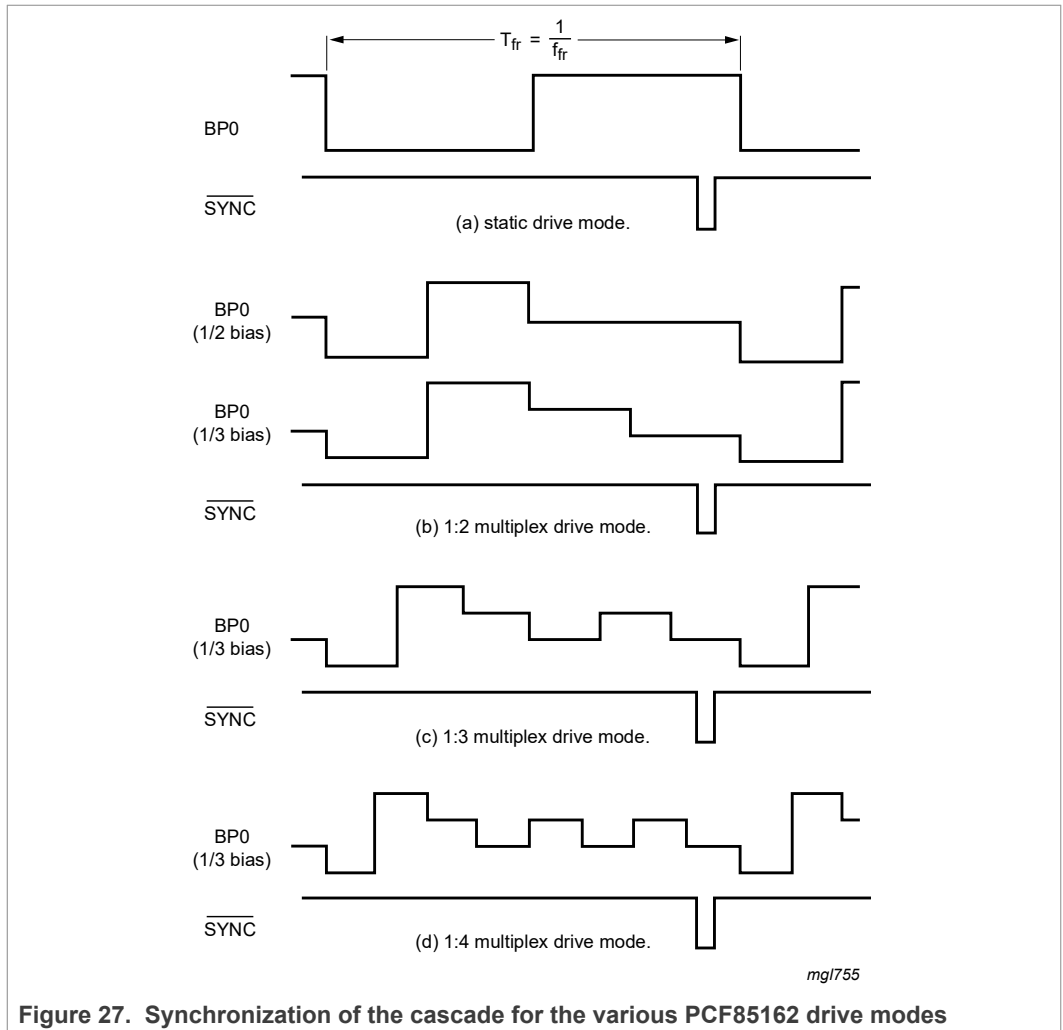 Tfr = 1/ffr
BP0
SYNC
(a) static drive mode.
BP0
(1/2 bias)
BP0
(1/3 bias)
SYNC
(b) 1:2 multiplex drive mode.
BP0
(1/3 bias)
SYNC
(c) 1:3 multiplex drive mode.
BP0
(1/3 bias)
SYNC
(d) 1:4 multiplex drive mode.
mgl755
Figure 27. Synchronization of the cascade for the various PCF85162 drive modes